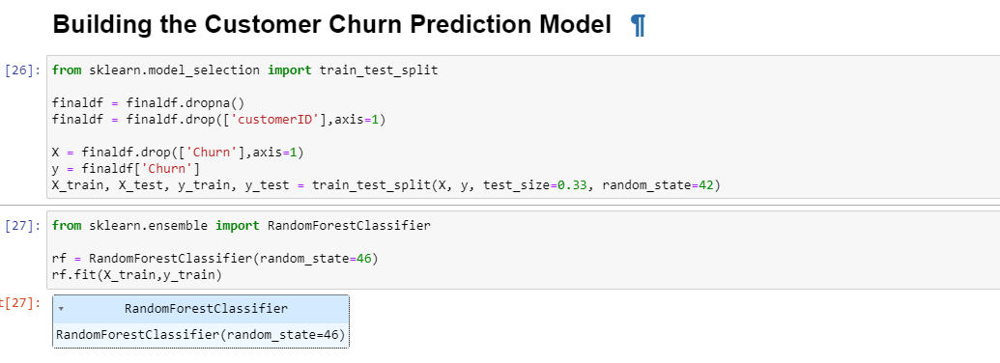 Building the Customer Churn Prediction Model ¶
[26]: from sklearn.model_selection import train_test_split
finaldf = finaldf.dropna()
finaldf = finaldf.drop(['customerID'],axis=1)
X = finaldf.drop(['Churn'],axis=1)
y = finaldf['Churn']
X_train, X_test, y_train, y_test = train_test_split(X, y, test_size=0.33, random_state=42)
[27]: from sklearn.ensemble import RandomForestClassifier
rf = RandomForestClassifier(random_state=46)
rf.fit(X_train,y_train)
t[27]: ▾ RandomForestClassifier
RandomForestClassifier(random_state=46)